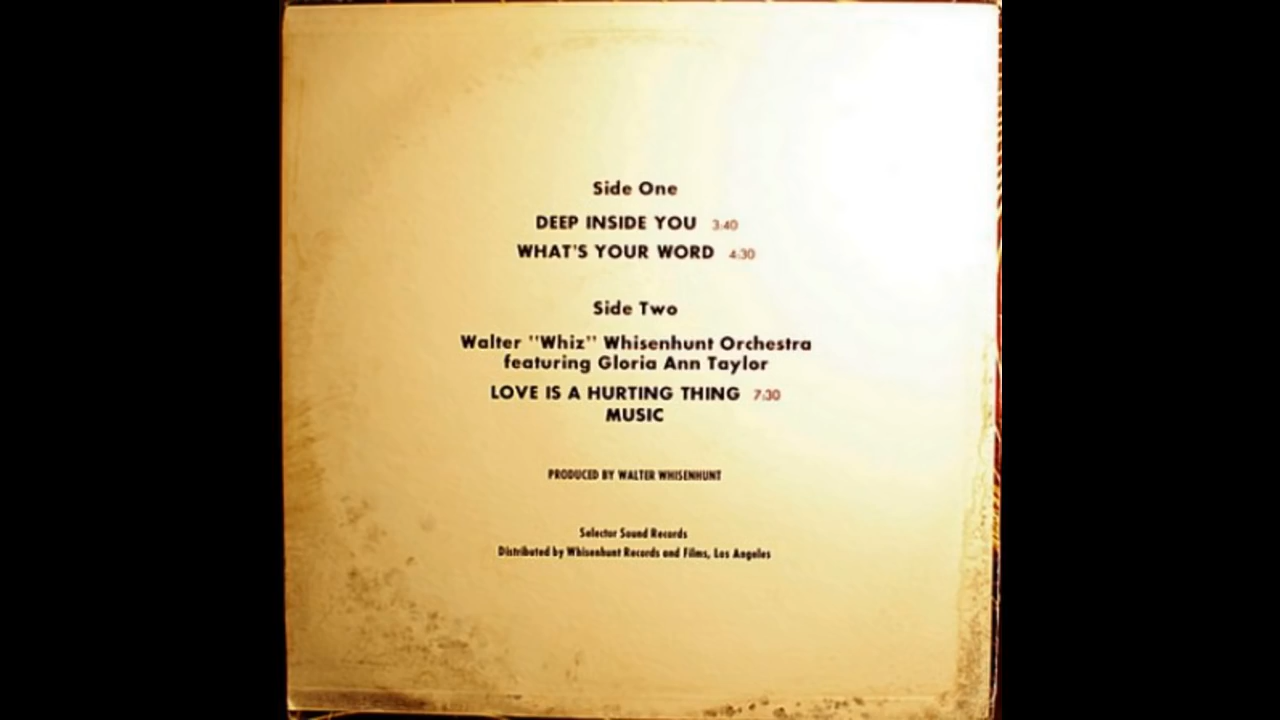 Side One
DEEP INSIDE YOU 3:40
WHAT'S YOUR WORD 4:30
Side Two
Walter "Whiz" Whisenhunt Orchestra
featuring Gloria Ann Taylor
LOVE IS A HURTING THING 7:30
MUSIC
PRODUCED BY WALTER WHISENHUNT
Selector Sound Records
Distributed by Whisenhunt Records and Films, Los Angeles